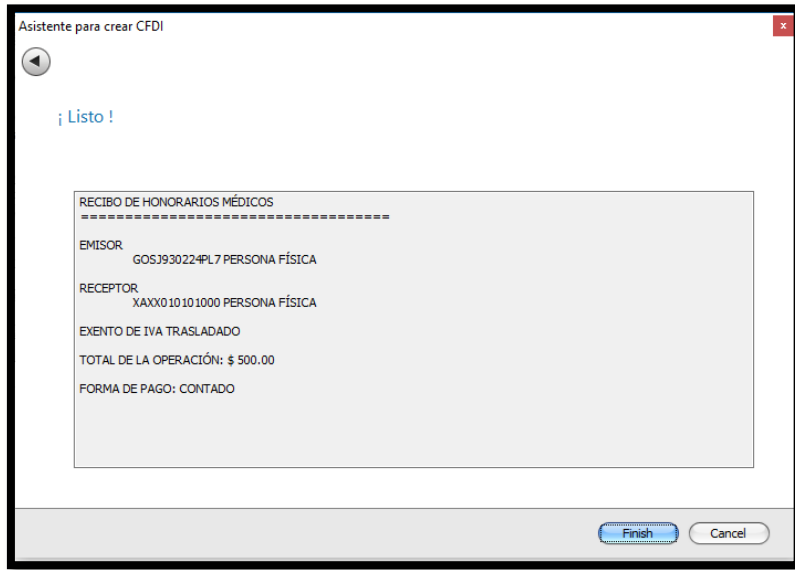 Asistente para crear CFDI
x
¡ Listo !
RECIBO DE HONORARIOS MÉDICOS
===================================
EMISOR
GOSJ930224PL7 PERSONA FÍSICA
RECEPTOR
XAXX010101000 PERSONA FÍSICA
EXENTO DE IVA TRASLADADO
TOTAL DE LA OPERACIÓN: $ 500.00
FORMA DE PAGO: CONTADO
Finish Cancel